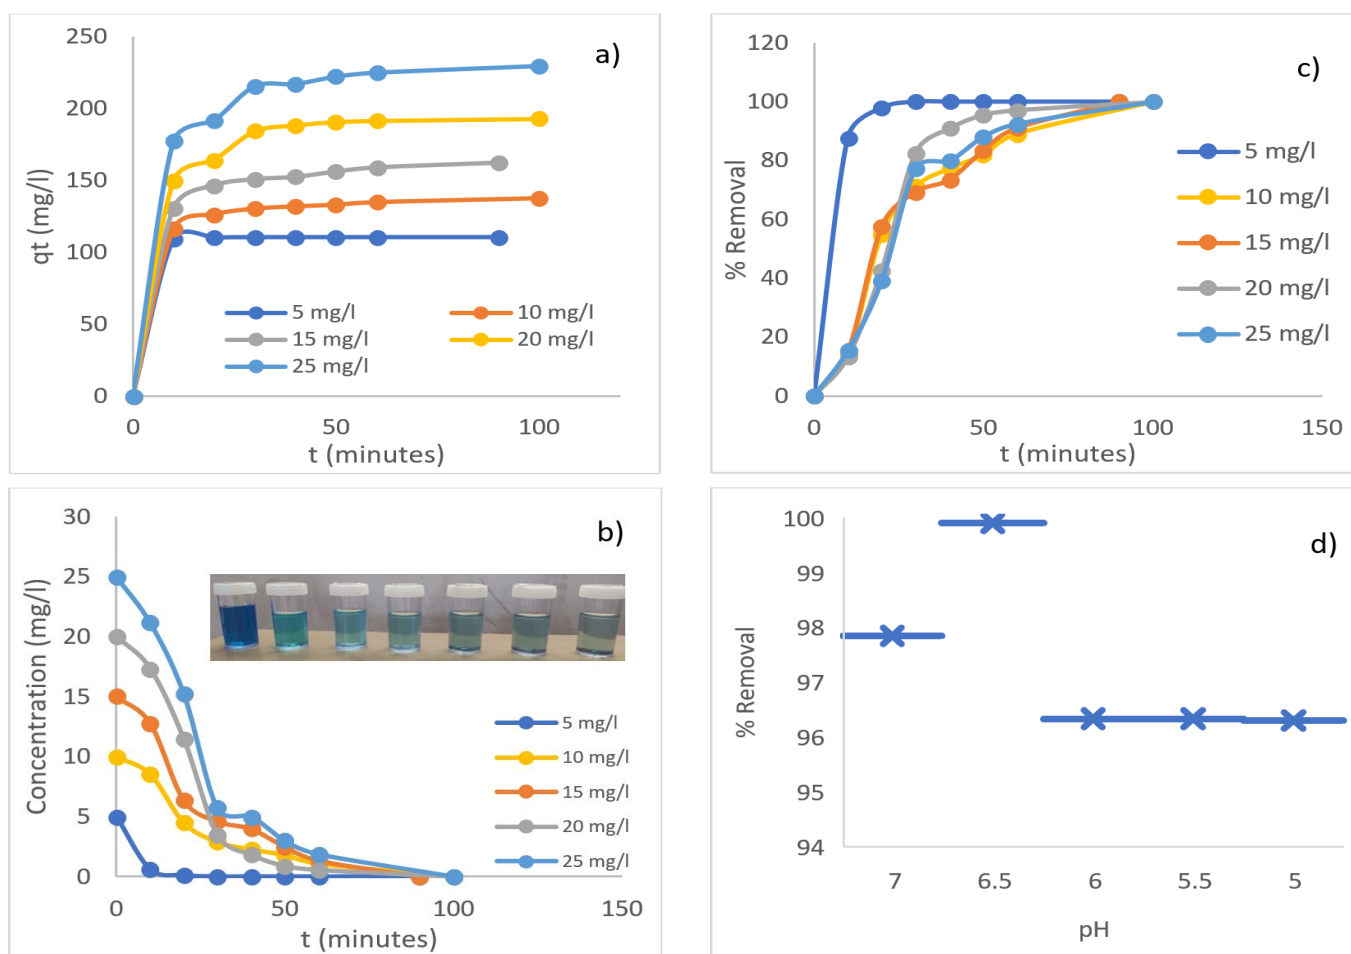 a)
250
200
150
100
50
0
qt (mg/l)
5 mg/l 10 mg/l
15 mg/l 20 mg/l
25 mg/l
0 50 100
t (minutes)
c)
120
100
80
60
40
20
0
% Removal
5 mg/l
10 mg/l
15 mg/l
20 mg/l
25 mg/l
0 50 100 150
t (minutes)
b)
30
25
20
15
10
5
0
Concentration (mg/l)
5 mg/l
10 mg/l
15 mg/l
20 mg/l
25 mg/l
0 50 100 150
t (minutes)
d)
100
99
98
97
96
95
94
% Removal
7 6.5 6 5.5 5
pH